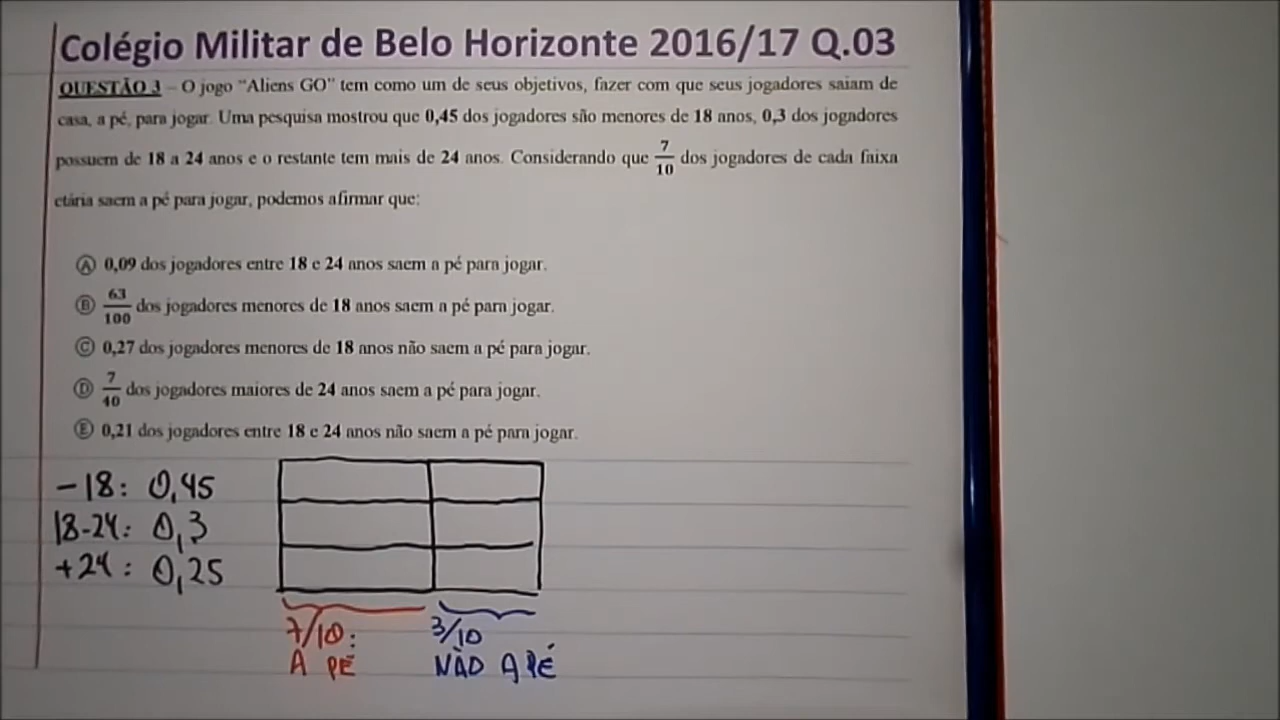 Colégio Militar de Belo Horizonte 2016/17 Q.03
QUESTÃO 3 – O jogo “Aliens GO” tem como um de seus objetivos, fazer com que seus jogadores saiam de
casa, a pé, para jogar. Uma pesquisa mostrou que 0,45 dos jogadores são menores de 18 anos, 0,3 dos jogadores
possuem de 18 a 24 anos e o restante tem mais de 24 anos. Considerando que 7/10 dos jogadores de cada faixa
etária saem a pé para jogar, podemos afirmar que:
Ⓐ 0,09 dos jogadores entre 18 e 24 anos saem a pé para jogar.
Ⓑ 63/100 dos jogadores menores de 18 anos saem a pé para jogar.
Ⓒ 0,27 dos jogadores menores de 18 anos não saem a pé para jogar.
Ⓓ 7/40 dos jogadores maiores de 24 anos saem a pé para jogar.
Ⓔ 0,21 dos jogadores entre 18 e 24 anos não saem a pé para jogar.
-18: 0,45
18-24: 0,3
+24: 0,25
7/10: 3/10
A PÉ NÃO A PÉ